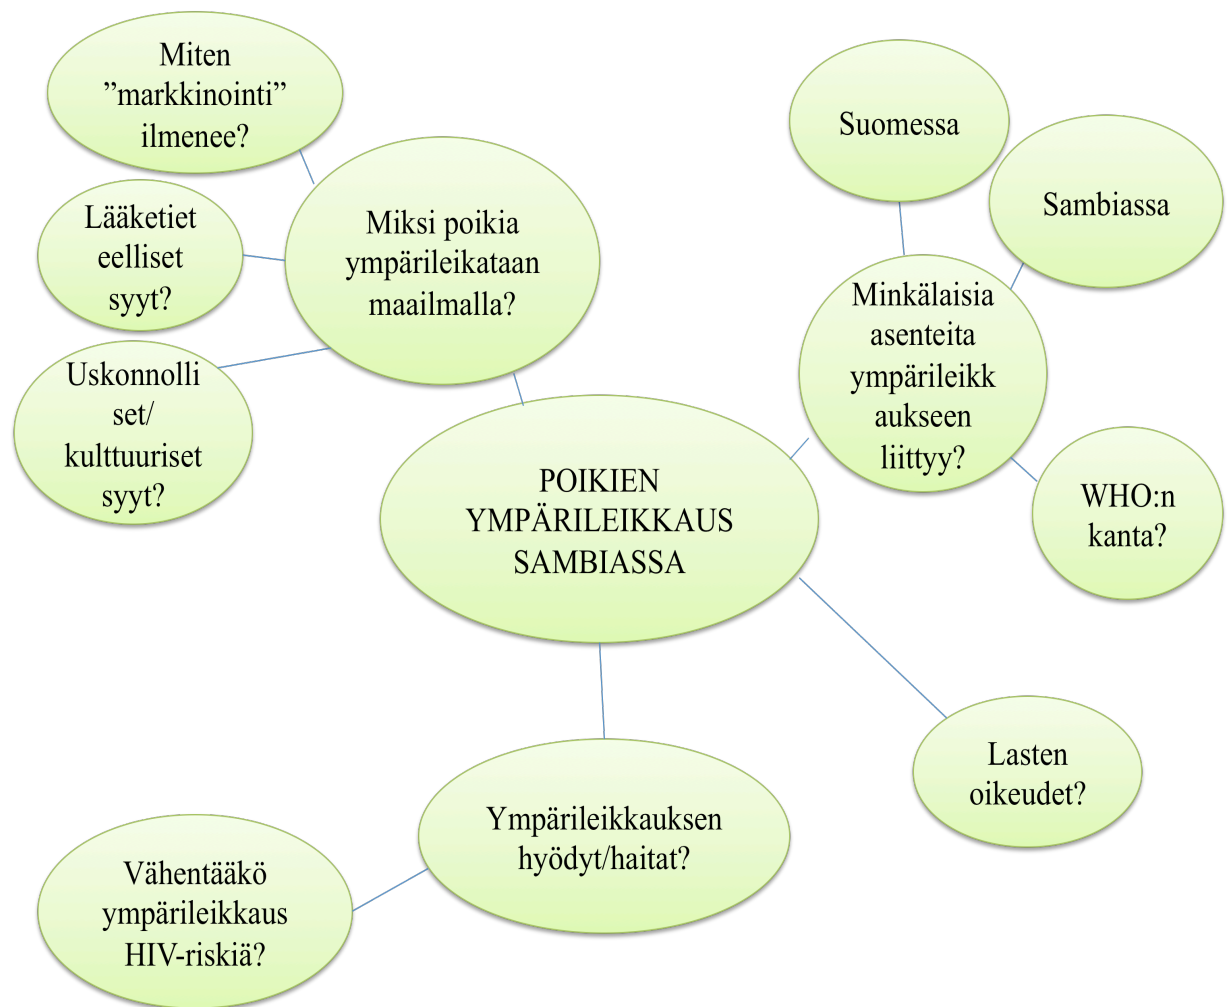 Miten
”markkinointi”
ilmenee?
Lääketiet
eelliset
syyt?
Uskonnolli
set/
kulttuuriset
syyt?
Miksi poikia
ympärileikataan
maailmalla?
Suomessa
Sambiassa
Minkälaisia
asenteita
ympärileikk
aukseen
liittyy?
WHO:n
kanta?
POIKIEN
YMPÄRILEIKKAUS
SAMBIASSA
Lasten
oikeudet?
Ympärileikkauksen
hyödyt/haitat?
Vähentääkö
ympärileikkaus
HIV-riskiä?